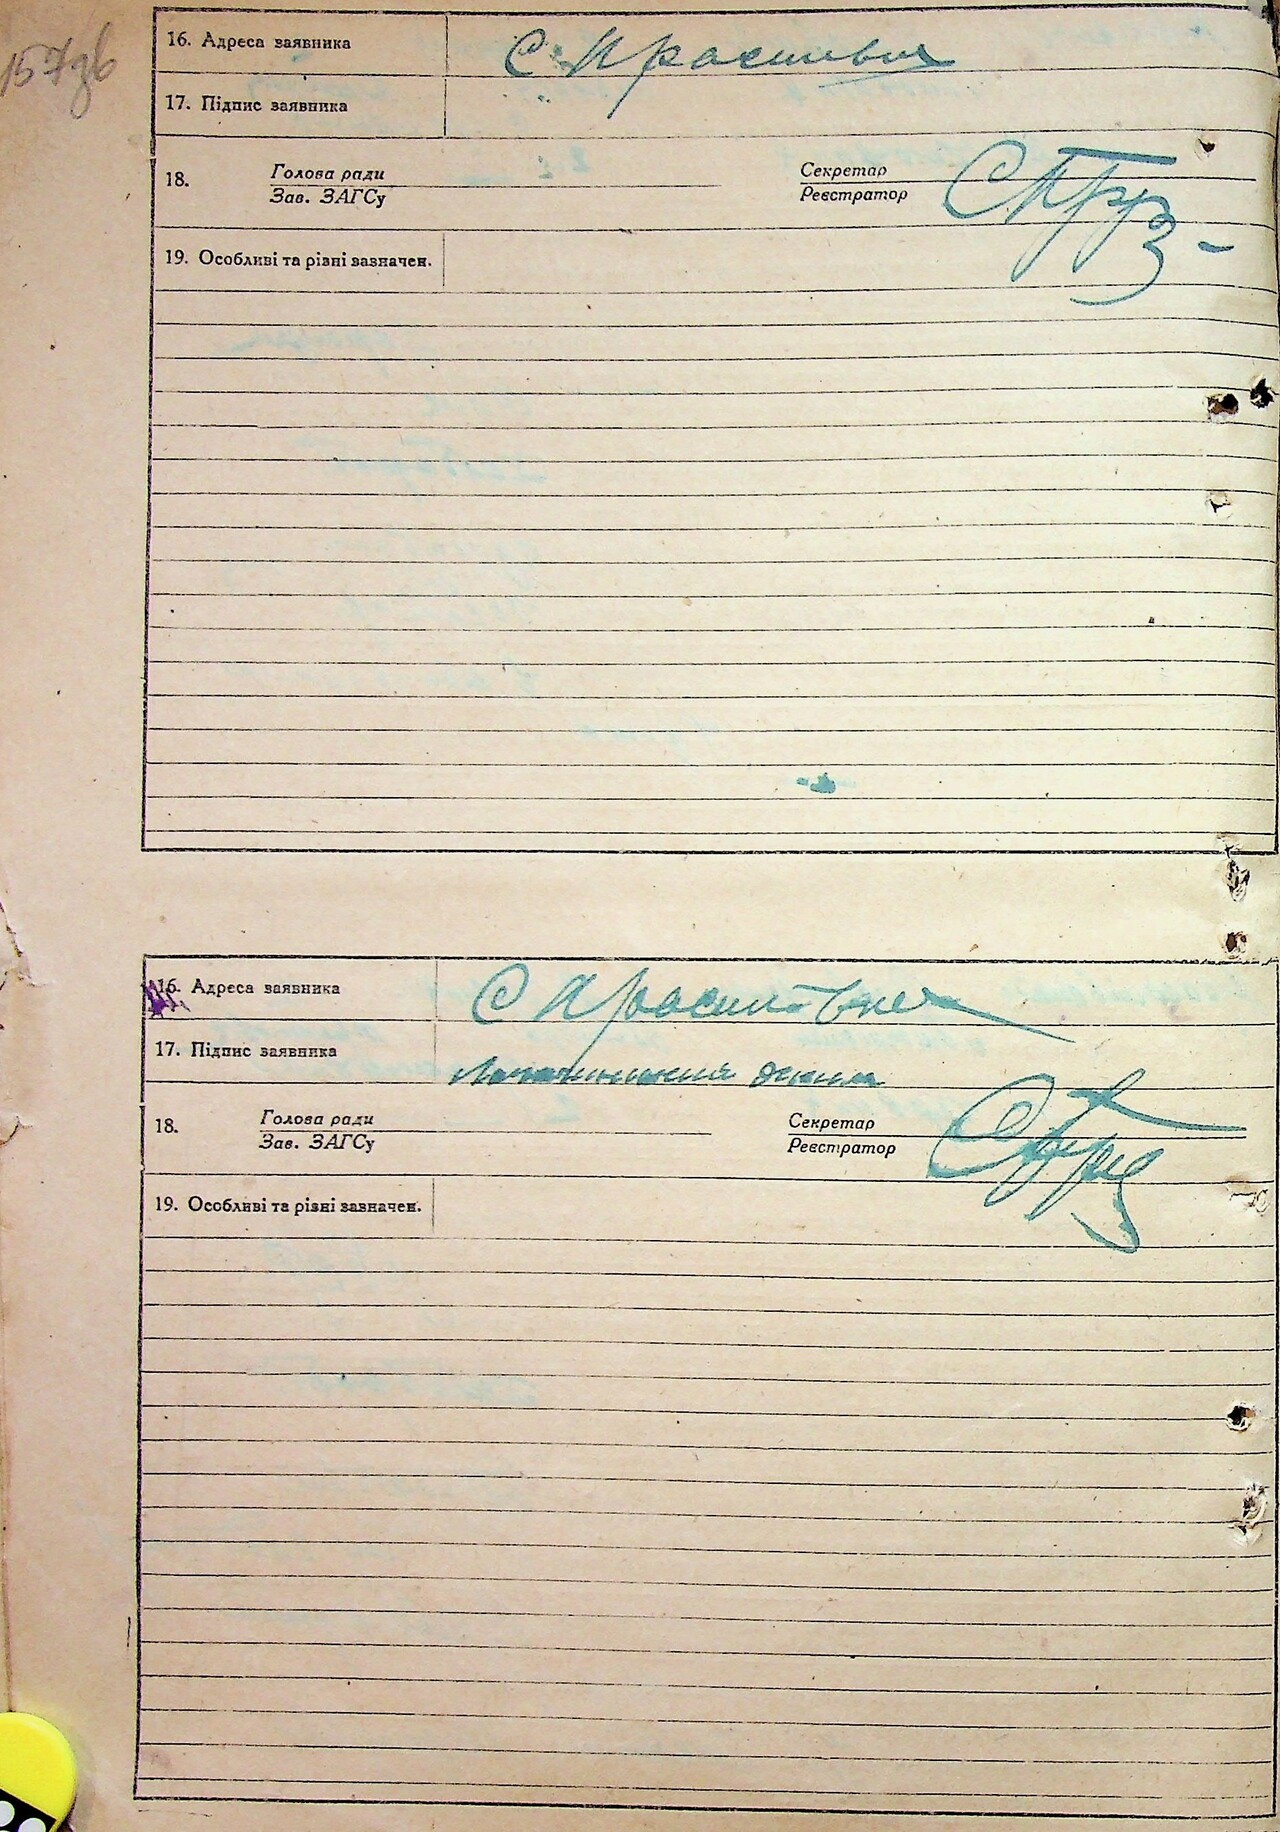 157зв
16. Адреса заявника С. Красилівка
17. Підпис заявника
18. Голова ради Секретар
Зав. ЗАГСу Реєстратор
19. Особливі та різні зазначен.
16. Адреса заявника С Красилівка
17. Підпис заявника
18. Голова ради Секретар
Зав. ЗАГСу Реєстратор
19. Особливі та різні зазначен.